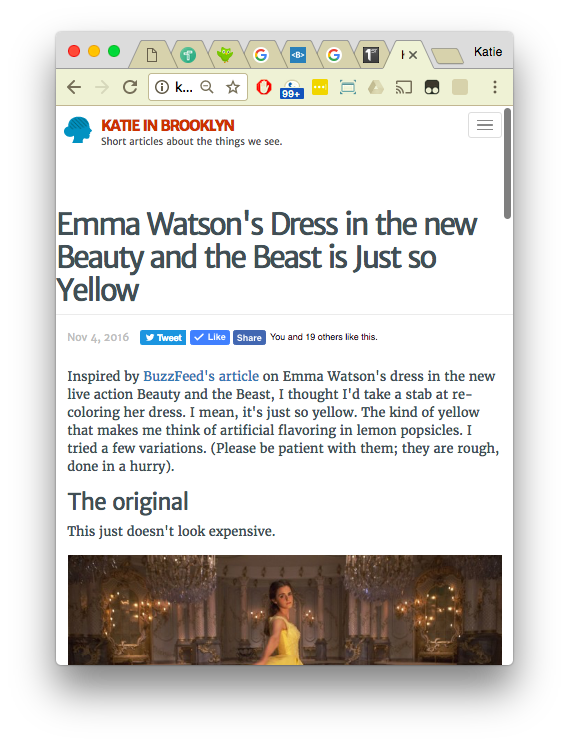 Katie
k...
99+
KATIE IN BROOKLYN
Short articles about the things we see.
Emma Watson's Dress in the new
Beauty and the Beast is Just so
Yellow
Nov 4, 2016 Tweet Like Share You and 19 others like this.
Inspired by BuzzFeed's article on Emma Watson's dress in the new
live action Beauty and the Beast, I thought I'd take a stab at re-
coloring her dress. I mean, it's just so yellow. The kind of yellow
that makes me think of artificial flavoring in lemon popsicles. I
tried a few variations. (Please be patient with them; they are rough,
done in a hurry).
The original
This just doesn't look expensive.